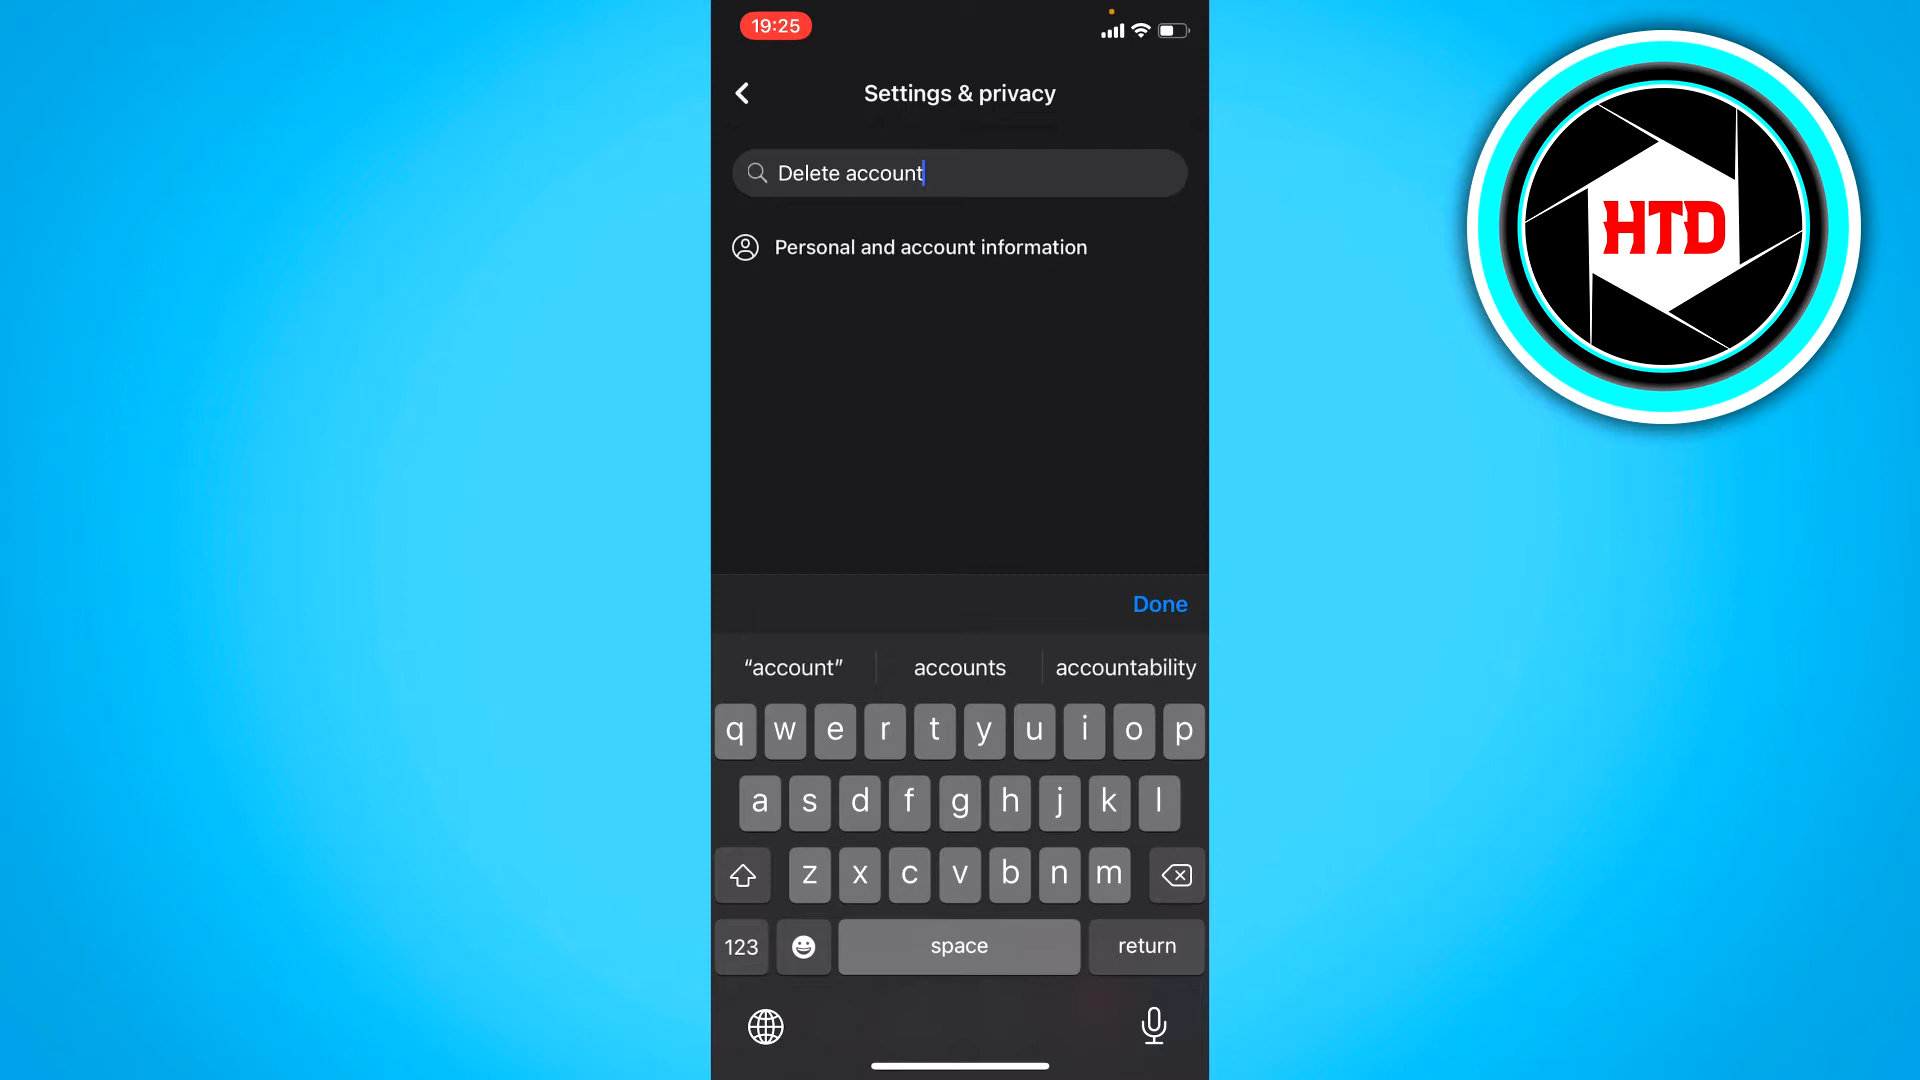 19:25
Settings & privacy
Delete account
HTD
Personal and account information
Done
“account” accounts accountability
q w e r t y u i o p
a s d f g h j k l
z x c v b n m
123 space return